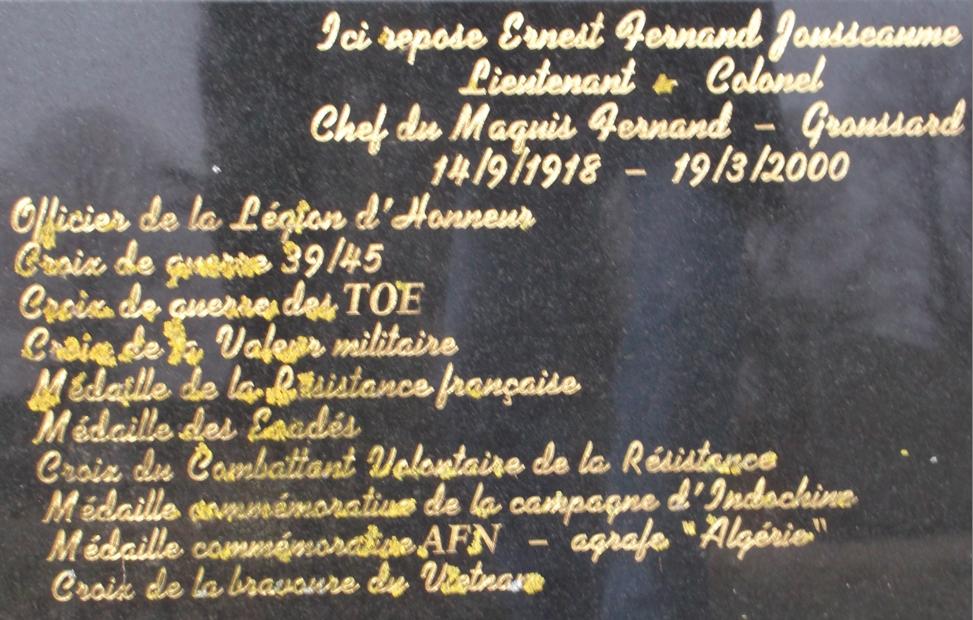 Ici repose Ernest Fernand Jousseaume
Lieutenant - Colonel
Chef du Maquis Fernand - Groussard
14/9/1918 - 19/3/2000
Officier de la Légion d'Honneur
Croix de guerre 39/45
Croix de guerre des TOE
Croix de la Valeur militaire
Médaille de la Résistance française
Médaille des Evadés
Croix du Combattant Volontaire de la Résistance
Médaille commémorative de la campagne d'Indochine
Médaille commémorative AFN - agrafe "Algérie"
Croix de la bravoure du Vietnam